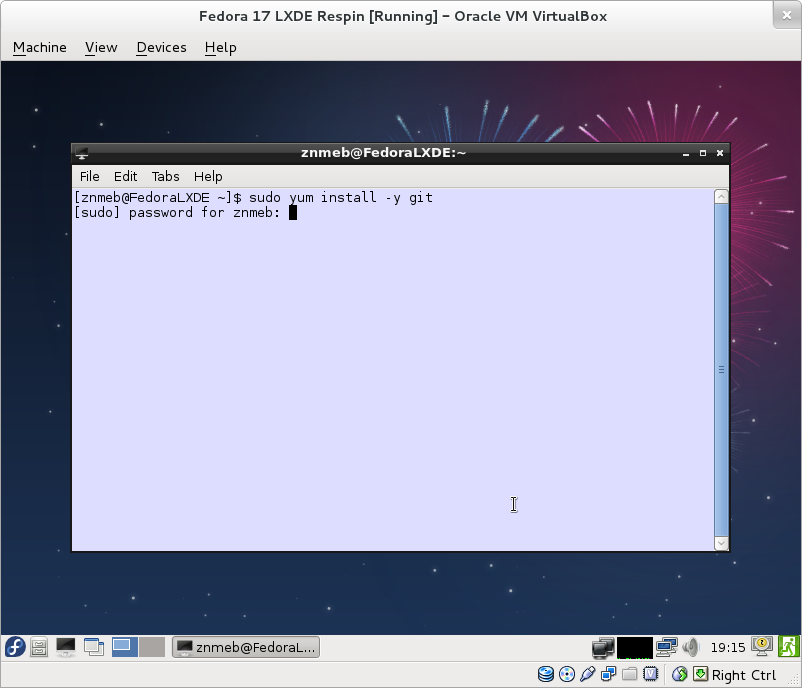 Fedora 17 LXDE Respin [Running] – Oracle VM VirtualBox
Machine View Devices Help
znmeb@FedoraLXDE:~
File Edit Tabs Help
[znmeb@FedoraLXDE ~]$ sudo yum install -y git
[sudo] password for znmeb:
znmeb@FedoraL...
19:15
Right Ctrl